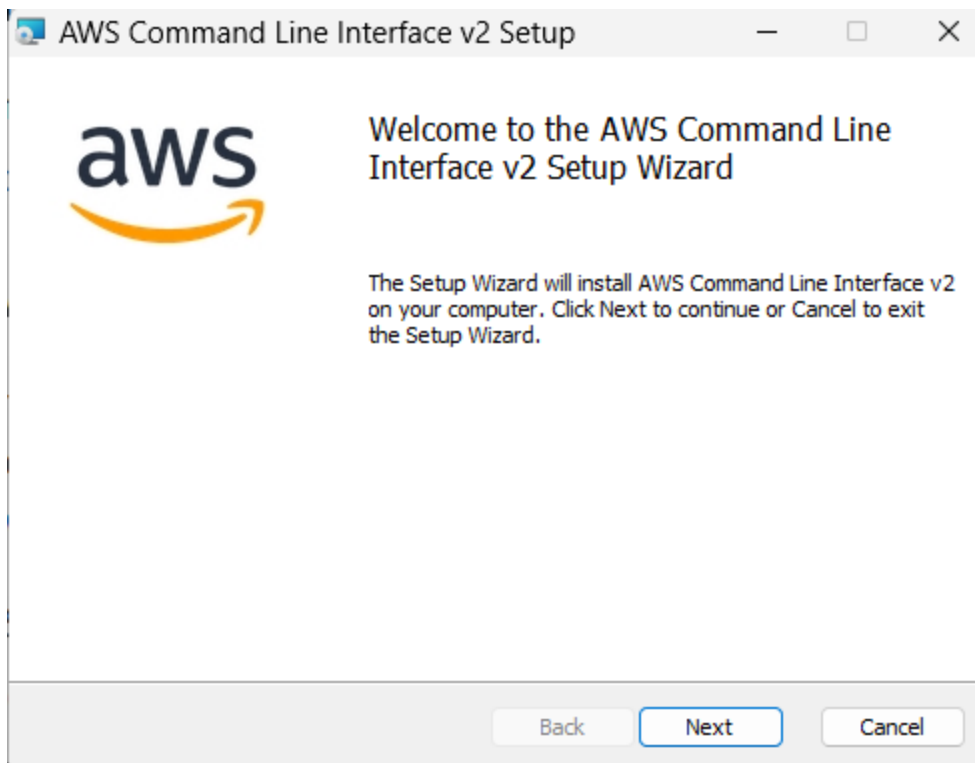 AWS Command Line Interface v2 Setup
aws
Welcome to the AWS Command Line
Interface v2 Setup Wizard
The Setup Wizard will install AWS Command Line Interface v2
on your computer. Click Next to continue or Cancel to exit
the Setup Wizard.
Back Next Cancel